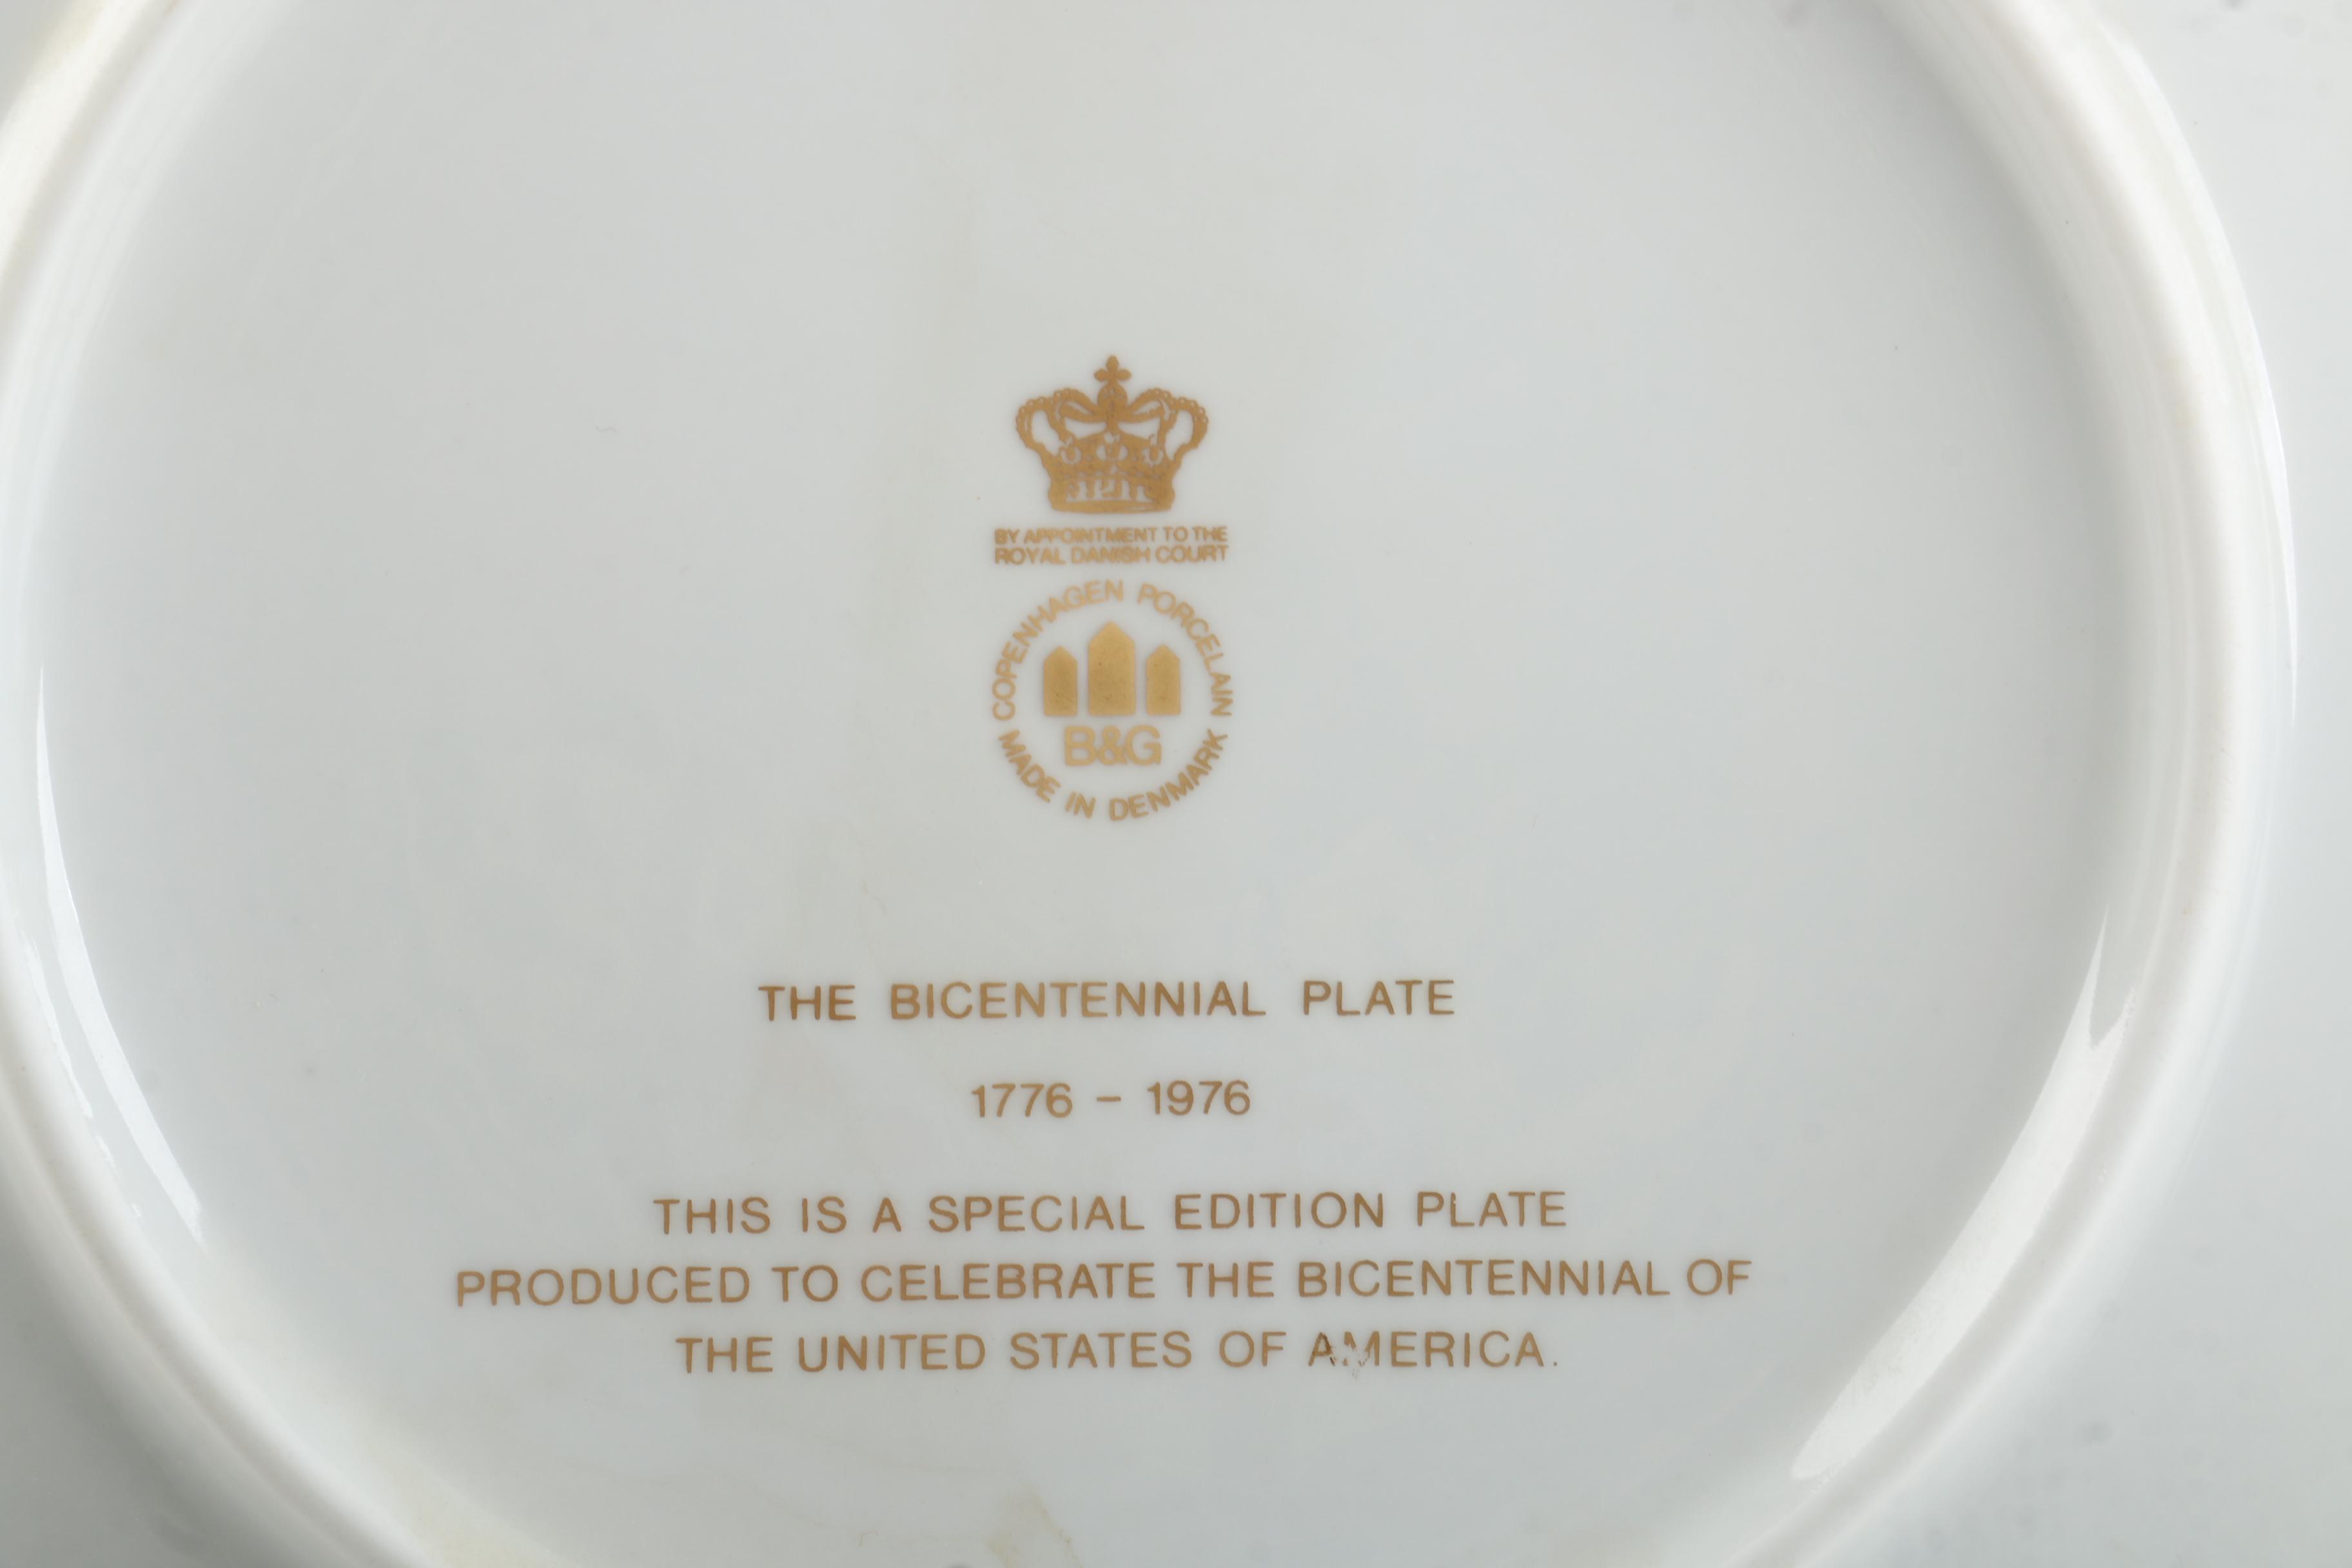 BY APPOINTMENT TO THE
ROYAL DANISH COURT
COPENHAGEN PORCELAIN
B&G
MADE IN DENMARK
THE BICENTENNIAL PLATE
1776 - 1976
THIS IS A SPECIAL EDITION PLATE
PRODUCED TO CELEBRATE THE BICENTENNIAL OF
THE UNITED STATES OF AMERICA.